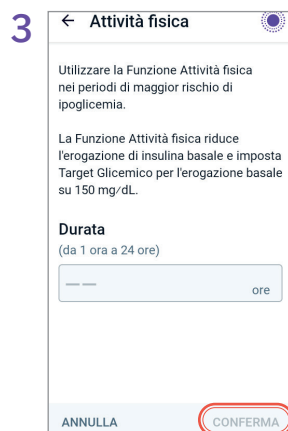 3
← Attività fisica
Utilizzare la Funzione Attività fisica
nei periodi di maggior rischio di
ipoglicemia.
La Funzione Attività fisica riduce
l'erogazione di insulina basale e imposta
Target Glicemico per l'erogazione basale
su 150 mg/dL.
Durata
(da 1 ora a 24 ore)
—— ore
ANNULLA CONFERMA